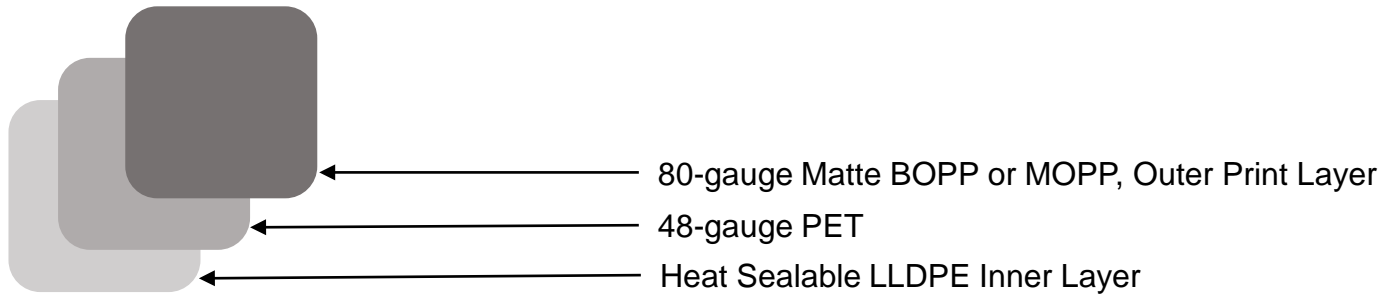 80-gauge Matte BOPP or MOPP, Outer Print Layer
48-gauge PET
Heat Sealable LLDPE Inner Layer